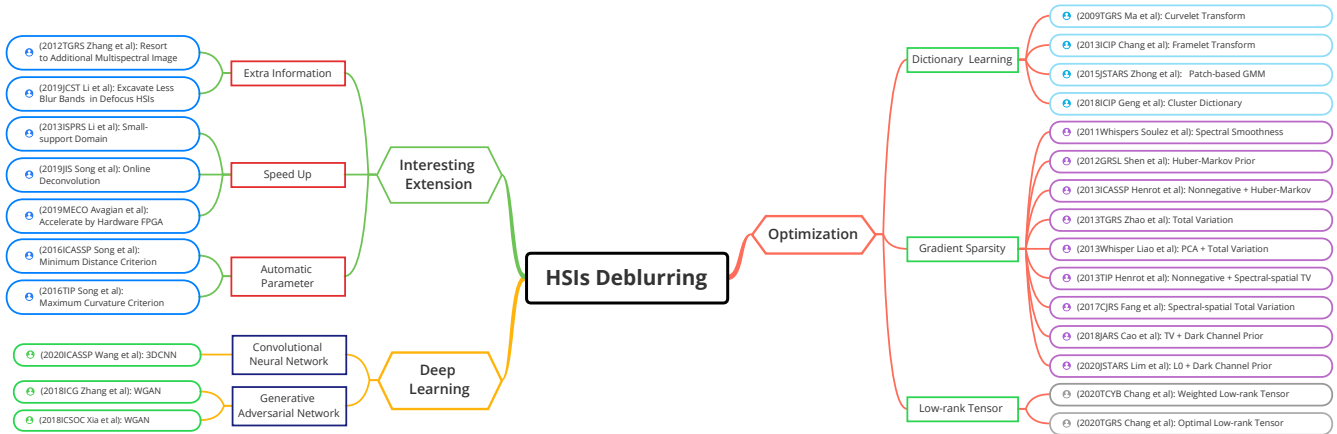 HSIs Deblurring
Interesting
Extension
Extra Information
(2012TGRS Zhang et al): Resort
to Additional Multispectral Image
(2019JCST Li et al): Excavate Less
Blur Bands in Defocus HSIs
Speed Up
(2013ISPRS Li et al): Small-
support Domain
(2019JIS Song et al): Online
Deconvolution
(2019MECO Avagian et al):
Accelerate by Hardware FPGA
Automatic
Parameter
(2016ICASSP Song et al):
Minimum Distance Criterion
(2016TIP Song et al):
Maximum Curvature Criterion
Deep
Learning
Convolutional
Neural Network
(2020ICASSP Wang et al): 3DCNN
Generative
Adversarial Network
(2018ICG Zhang et al): WGAN
(2018ICSOC Xia et al): WGAN
Optimization
Dictionary Learning
(2009TGRS Ma et al): Curvelet Transform
(2013ICIP Chang et al): Framelet Transform
(2015JSTARS Zhong et al): Patch-based GMM
(2018ICIP Geng et al): Cluster Dictionary
Gradient Sparsity
(2011Whispers Soulez et al): Spectral Smoothness
(2012GRSL Shen et al): Huber-Markov Prior
(2013ICASSP Henrot et al): Nonnegative + Huber-Markov
(2013TGRS Zhao et al): Total Variation
(2013Whisper Liao et al): PCA + Total Variation
(2013TIP Henrot et al): Nonnegative + Spectral-spatial TV
(2017CJRS Fang et al): Spectral-spatial Total Variation
(2018JARS Cao et al): TV + Dark Channel Prior
(2020JSTARS Lim et al): L0 + Dark Channel Prior
Low-rank Tensor
(2020TCYB Chang et al): Weighted Low-rank Tensor
(2020TGRS Chang et al): Optimal Low-rank Tensor